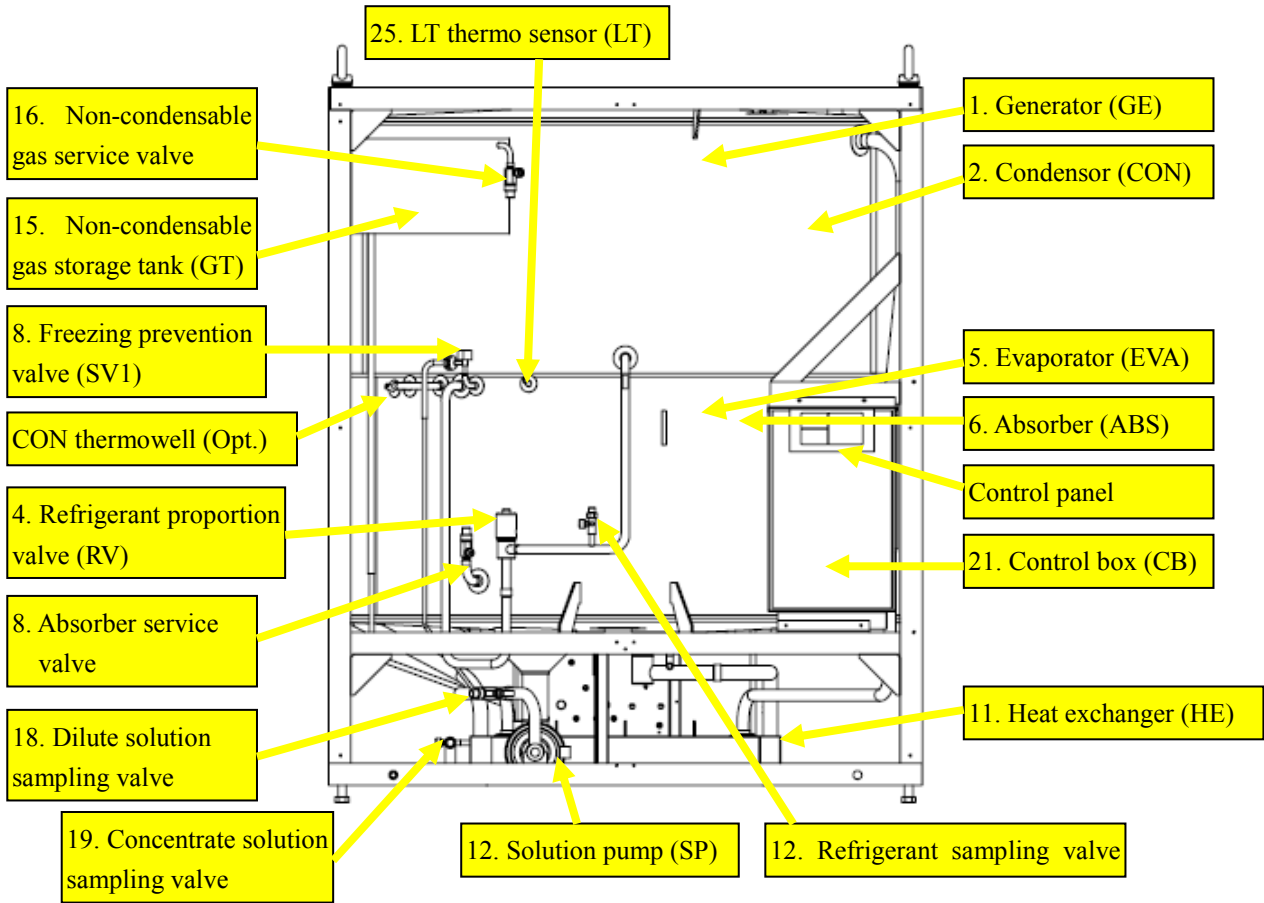 25. LT thermo sensor (LT)
16. Non-condensable
gas service valve
15. Non-condensable
gas storage tank (GT)
8. Freezing prevention
valve (SV1)
CON thermowell (Opt.)
4. Refrigerant proportion
valve (RV)
8. Absorber service
valve
18. Dilute solution
sampling valve
19. Concentrate solution
sampling valve
12. Solution pump (SP)
12. Refrigerant sampling valve
1. Generator (GE)
2. Condensor (CON)
5. Evaporator (EVA)
6. Absorber (ABS)
Control panel
21. Control box (CB)
11. Heat exchanger (HE)